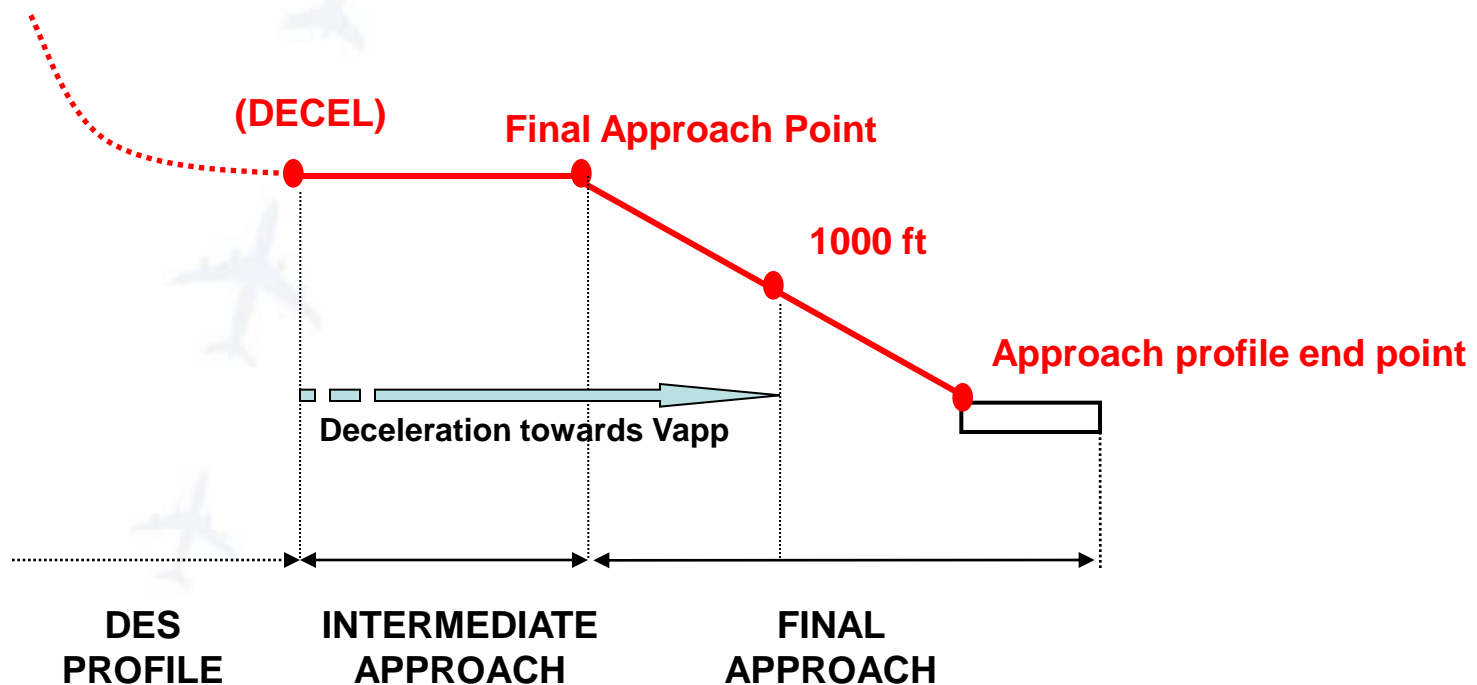 (DECEL)
Final Approach Point
1000 ft
Approach profile end point
Deceleration towards Vapp
DES
PROFILE
INTERMEDIATE
APPROACH
FINAL
APPROACH